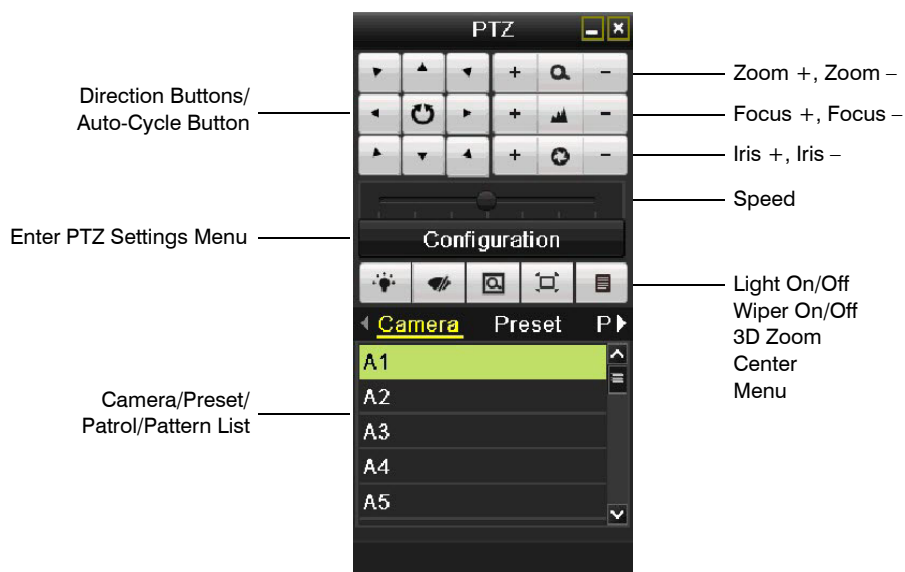 PTZ
Direction Buttons/
Auto-Cycle Button
Zoom +, Zoom –
Focus +, Focus –
Iris +, Iris –
Speed
Enter PTZ Settings Menu
Configuration
Light On/Off
Wiper On/Off
3D Zoom
Center
Menu
Camera Preset P
Camera/Preset/
Patrol/Pattern List
A1
A2
A3
A4
A5